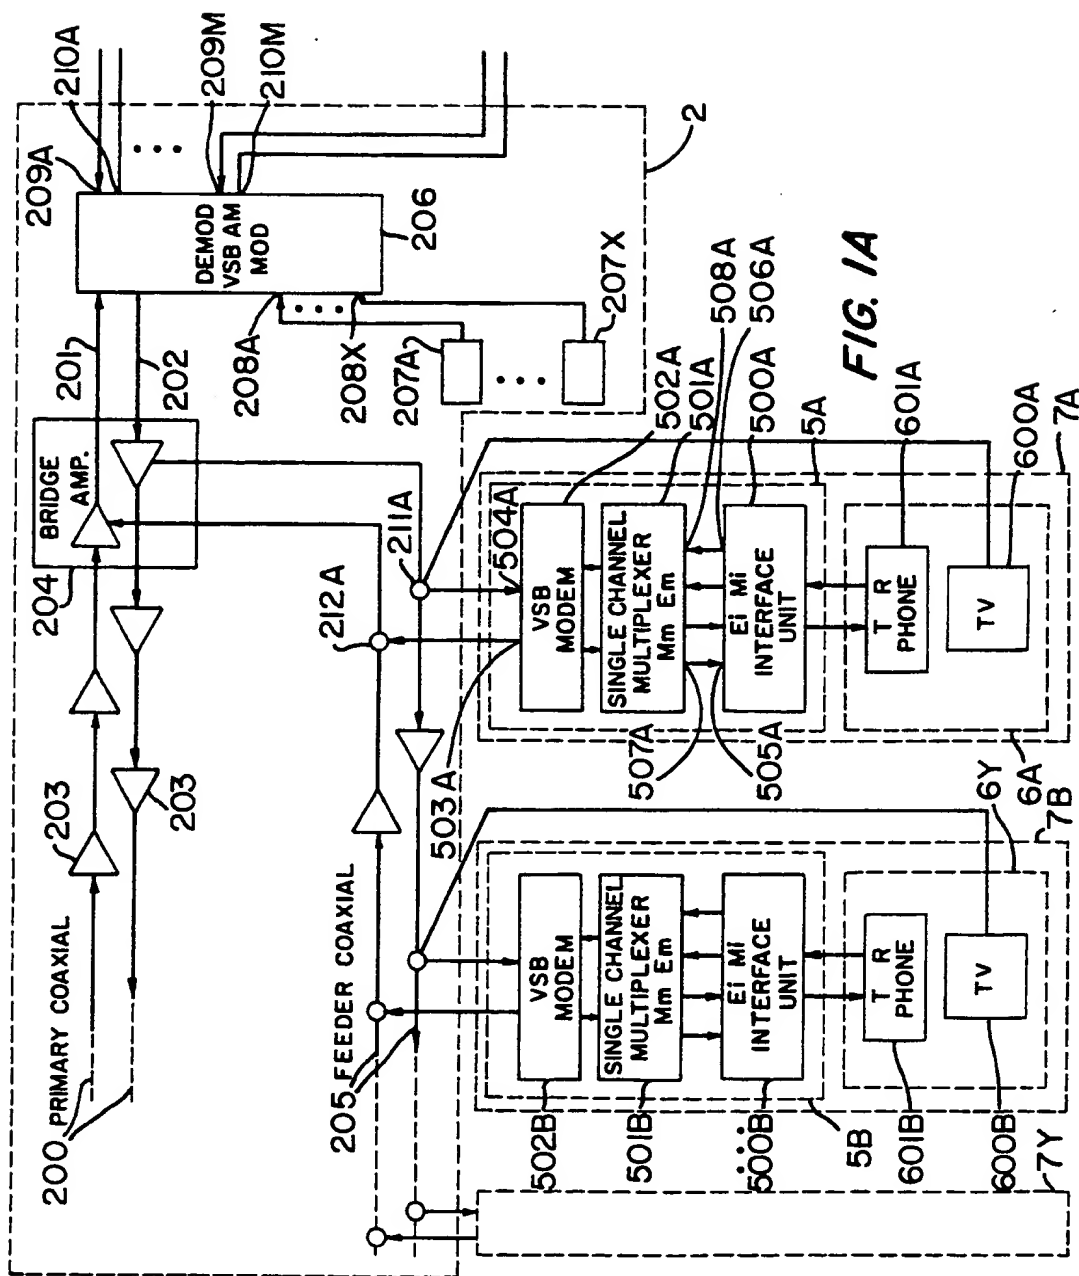 210A
209A
209M
210M
2
DEMOD
VSB AM
MOD
206
201
202
208A
208X
207A
207X
BRIDGE
AMP.
204
203
203
200 PRIMARY COAXIAL
205 FEEDER COAXIAL
212A
211A
504A
503A
VSB
MODEM
502A
SINGLE CHANNEL
MULTIPLEXER
Mm Em
501A
508A
506A
507A
505A
Ei Mi
INTERFACE
UNIT
500A
5A
T R
PHONE
601A
TV
600A
6A
7A
VSB
MODEM
502B
SINGLE CHANNEL
MULTIPLEXER
Mm Em
501B
Ei Mi
INTERFACE
UNIT
500B
5B
T R
PHONE
601B
TV
600B
6Y
7B
7Y
FIG. 1A